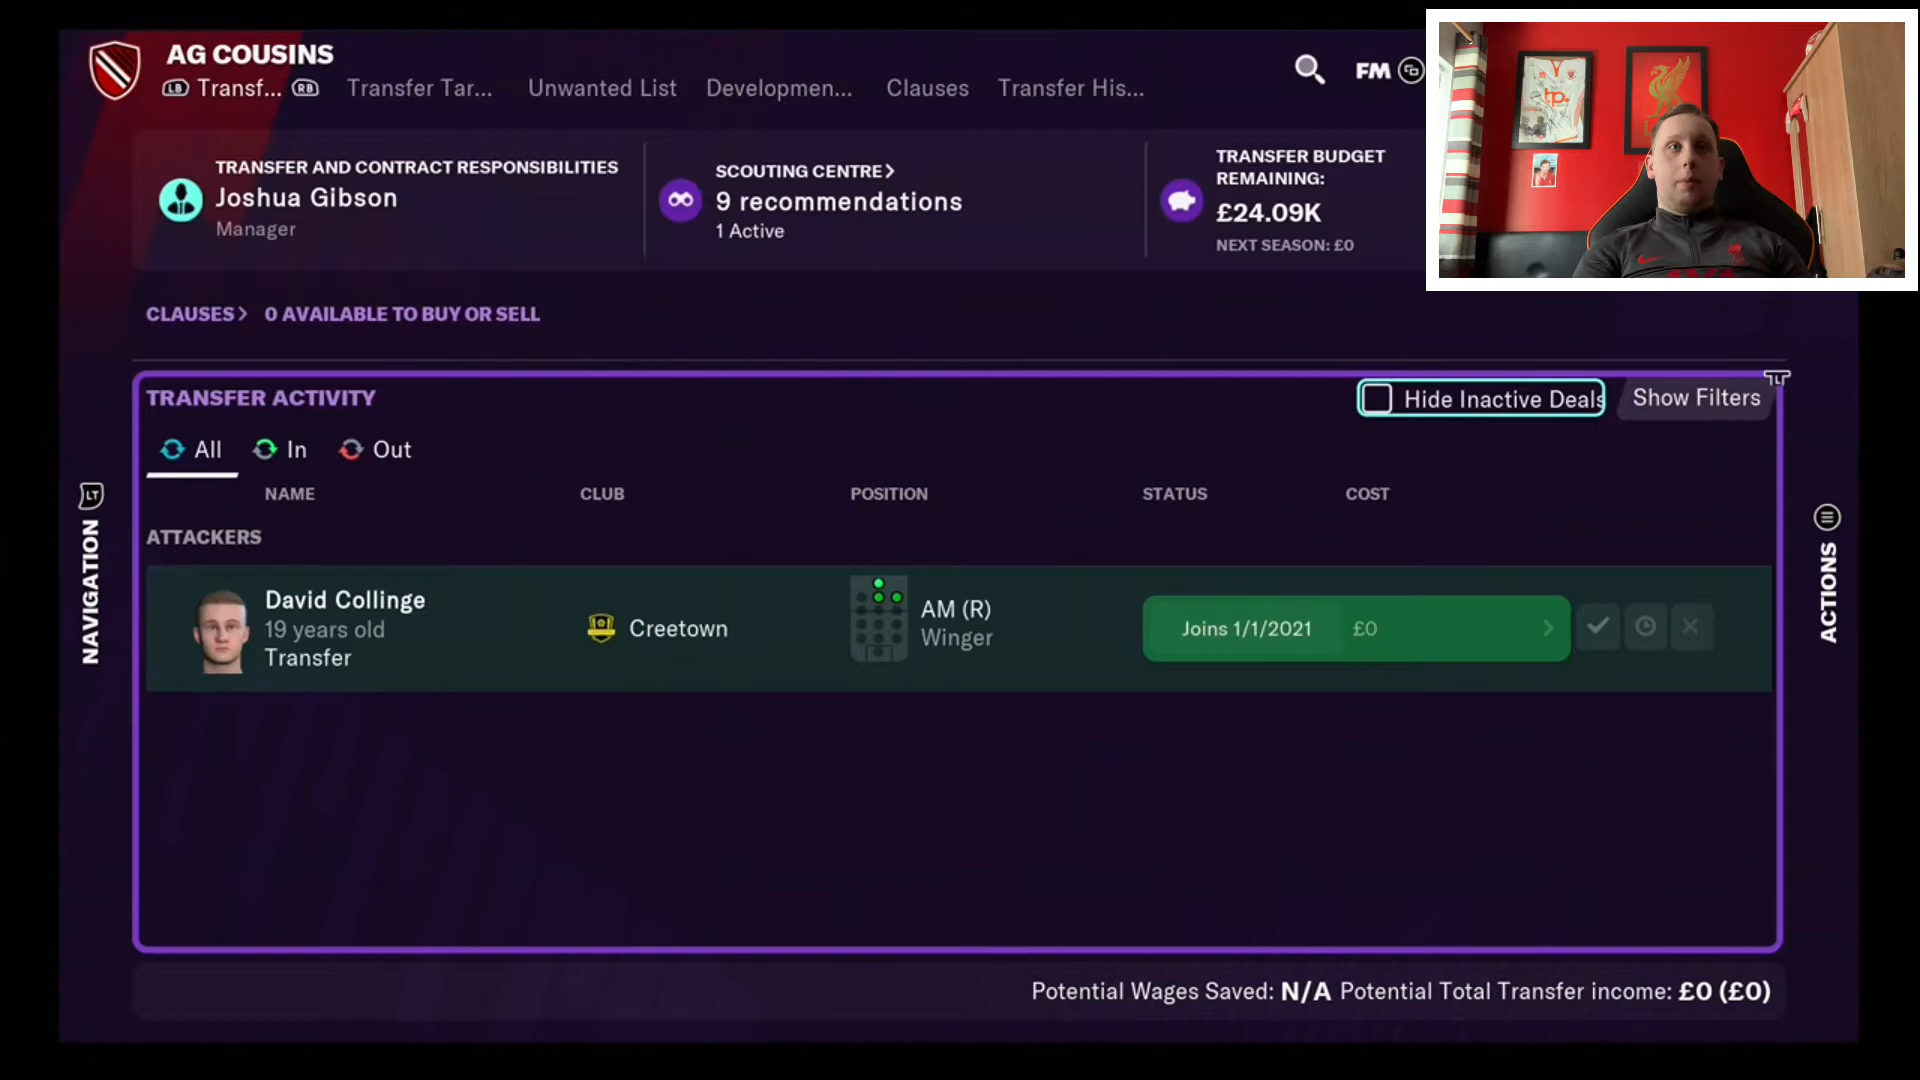 AG COUSINS
LB Transf... RB Transfer Tar... Unwanted List Developmen... Clauses Transfer His...
FM
TRANSFER AND CONTRACT RESPONSIBILITIES
Joshua Gibson
Manager
SCOUTING CENTRE>
9 recommendations
1 Active
TRANSFER BUDGET
REMAINING:
£24.09K
NEXT SEASON: £0
CLAUSES> 0 AVAILABLE TO BUY OR SELL
TRANSFER ACTIVITY
Hide Inactive Deals Show Filters
All In Out
NAME CLUB POSITION STATUS COST
ATTACKERS
David Collinge
19 years old
Transfer
Creetown
AM (R)
Winger
Joins 1/1/2021 £0
LT NAVIGATION
ACTIONS
Potential Wages Saved: N/A Potential Total Transfer income: £0 (£0)